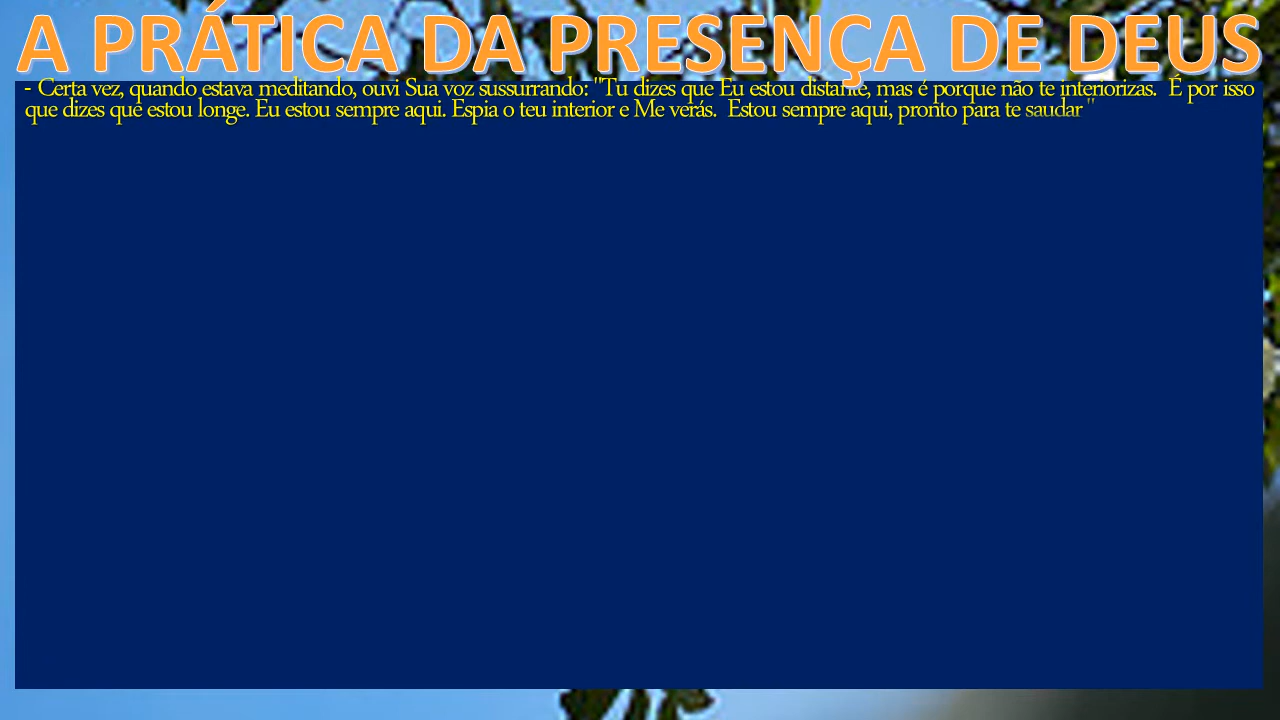 A PRÁTICA DA PRESENÇA DE DEUS
- Certa vez, quando estava meditando, ouvi Sua voz sussurrando: "Tu dizes que Eu estou distante, mas é porque não te interiorizas.  É por isso
que dizes que estou longe. Eu estou sempre aqui. Espia o teu interior e Me verás.  Estou sempre aqui, pronto para te saudar"